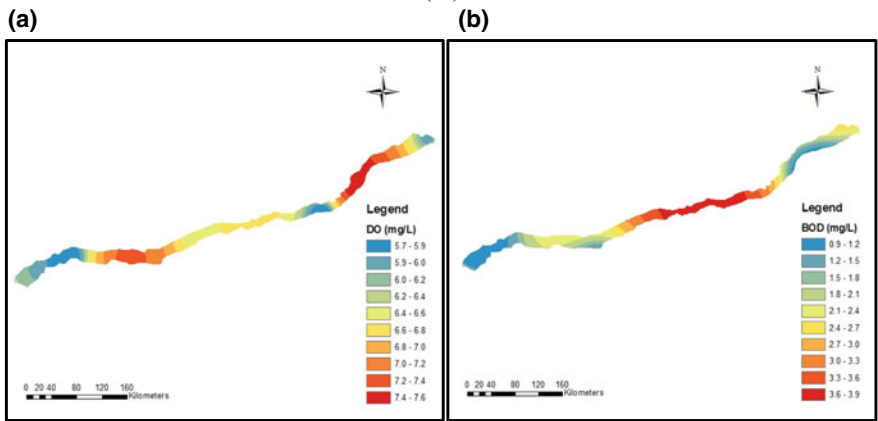 (a)
(b)
N
Legend
DO (mg/L)
5.7 - 5.9
5.9 - 6.0
6.0 - 6.2
6.2 - 6.4
6.4 - 6.6
6.6 - 6.8
6.8 - 7.0
7.0 - 7.2
7.2 - 7.4
7.4 - 7.6
0 20 40 80 120 160
Kilometers
N
Legend
BOD (mg/L)
0.9 - 1.2
1.2 - 1.5
1.5 - 1.8
1.8 - 2.1
2.1 - 2.4
2.4 - 2.7
2.7 - 3.0
3.0 - 3.3
3.3 - 3.6
3.6 - 3.9
0 20 40 80 120 160
Kilometers